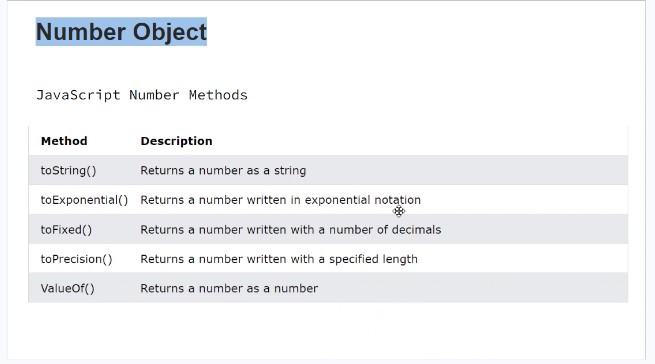 Number Object
JavaScript Number Methods
Method Description
toString() Returns a number as a string
toExponential() Returns a number written in exponential notation
toFixed() Returns a number written with a number of decimals
toPrecision() Returns a number written with a specified length
ValueOf() Returns a number as a number